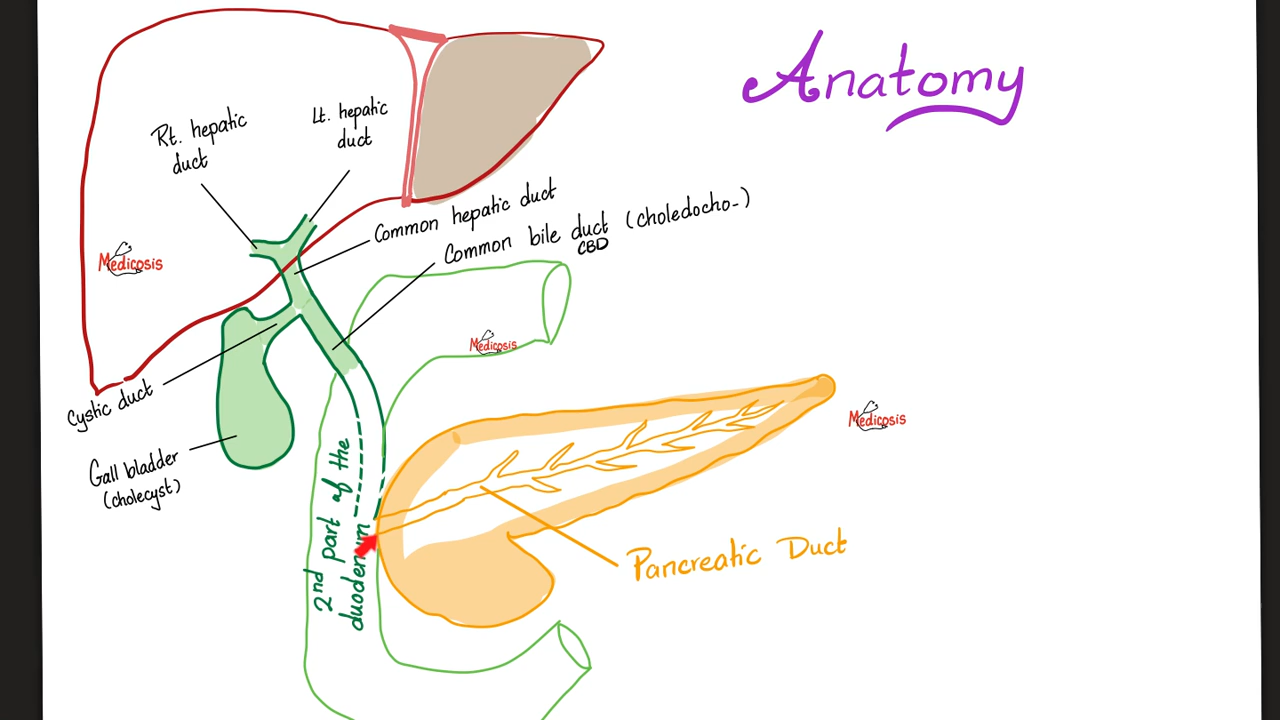 Anatomy
Rt. hepatic
duct
Lt. hepatic
duct
Common hepatic duct
Common bile duct (choledocho-)
CBD
Medicosis
Medicosis
Cystic duct
Medicosis
Gall bladder
(cholecyst)
2nd part of the
duodenum
Pancreatic Duct